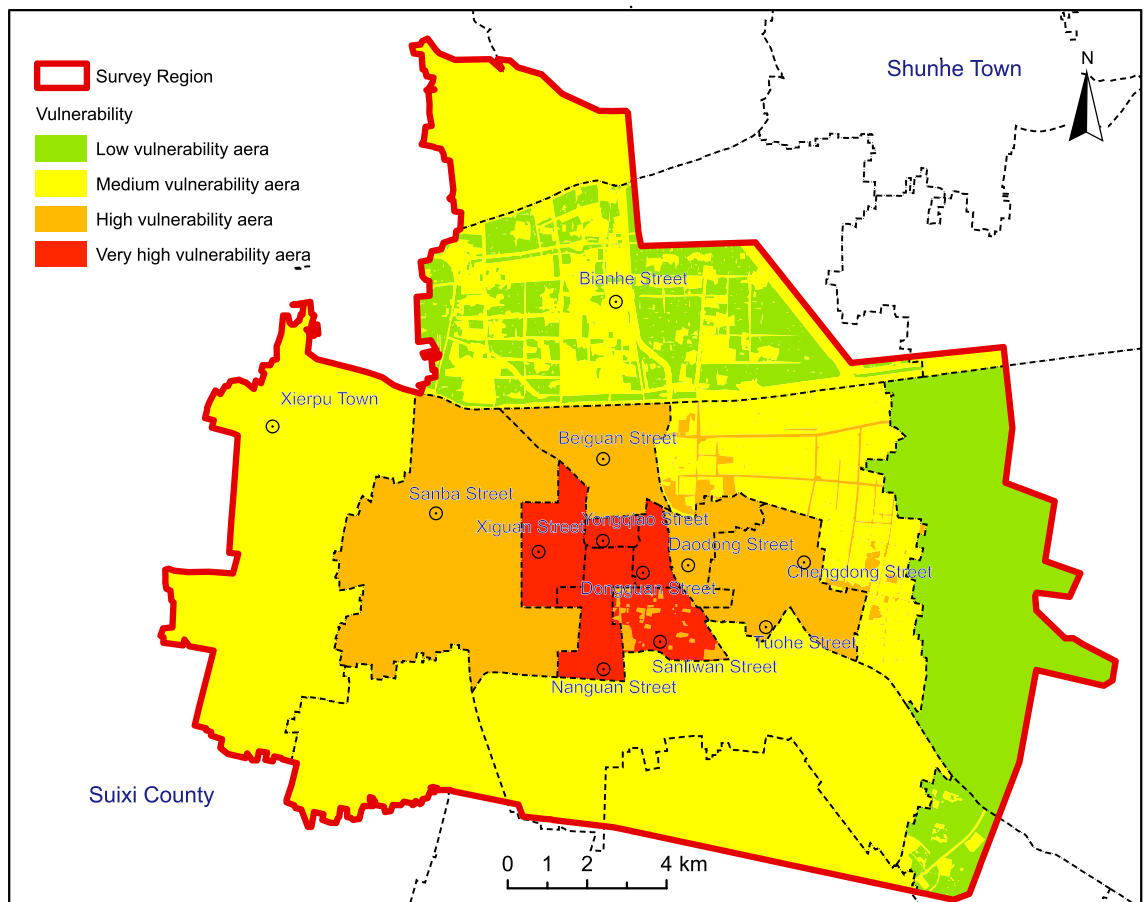 Shunhe Town
N
Survey Region
Vulnerability
Low vulnerability aera
Medium vulnerability aera
High vulnerability aera
Very high vulnerability aera
Bianhe Street
Xierpu Town
Beiguan Street
Sanba Street
Xiguan Street
Yongqiao Street
Daodong Street
Chengdong Street
Dongguan Street
Tuohe Street
Sanliwan Street
Nanguan Street
Suixi County
0 1 2 4 km